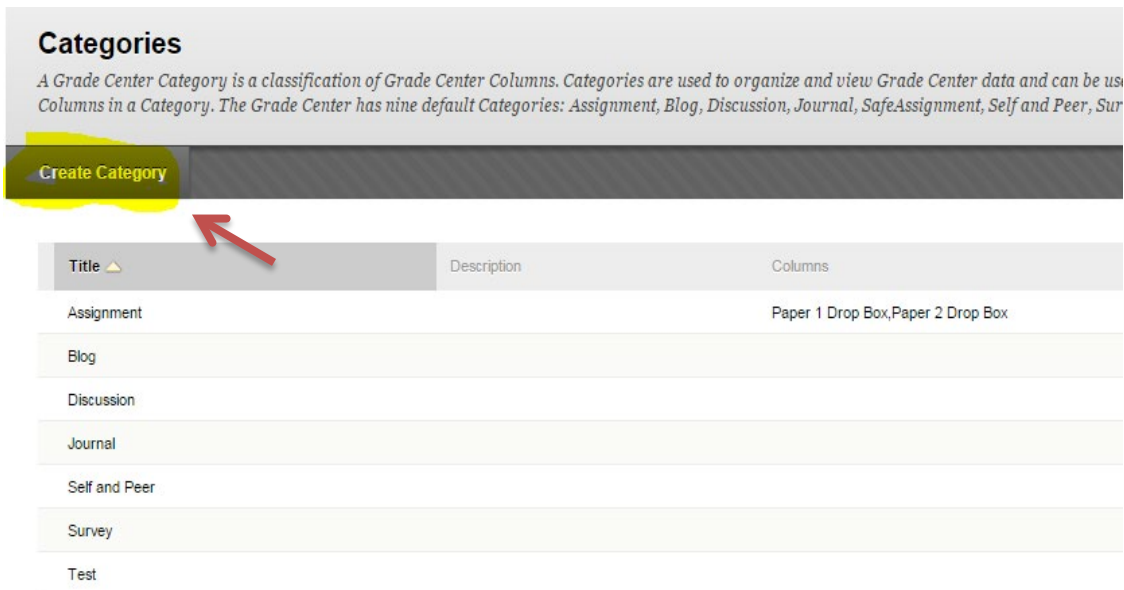 Categories
A Grade Center Category is a classification of Grade Center Columns. Categories are used to organize and view Grade Center data and can be
Columns in a Category. The Grade Center has nine default Categories: Assignment, Blog, Discussion, Journal, SafeAssignment, Self and Peer,
Create Category
Title Description Columns
Assignment Paper 1 Drop Box,Paper 2 Drop Box
Blog
Discussion
Journal
Self and Peer
Survey
Test